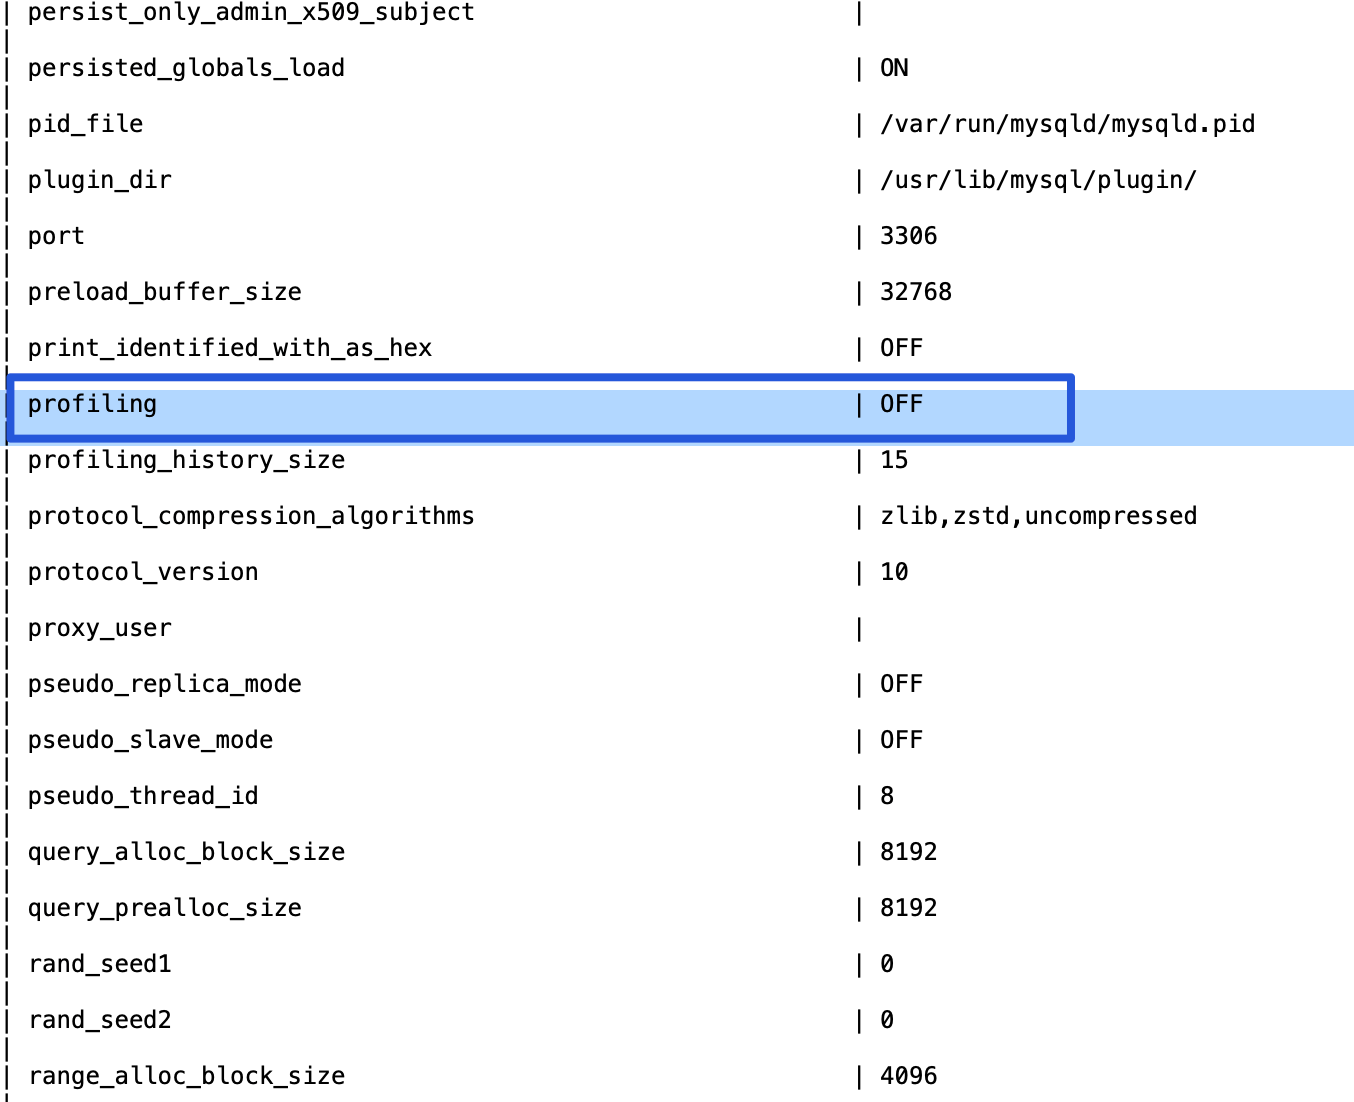 | persist_only_admin_x509_subject | 
|
| persisted_globals_load | ON
|
| pid_file | /var/run/mysqld/mysqld.pid
|
| plugin_dir | /usr/lib/mysql/plugin/
|
| port | 3306
|
| preload_buffer_size | 32768
|
| print_identified_with_as_hex | OFF
|
| profiling | OFF
|
| profiling_history_size | 15
|
| protocol_compression_algorithms | zlib,zstd,uncompressed
|
| protocol_version | 10
|
| proxy_user |
|
| pseudo_replica_mode | OFF
|
| pseudo_slave_mode | OFF
|
| pseudo_thread_id | 8
|
| query_alloc_block_size | 8192
|
| query_prealloc_size | 8192
|
| rand_seed1 | 0
|
| rand_seed2 | 0
|
| range_alloc_block_size | 4096
|